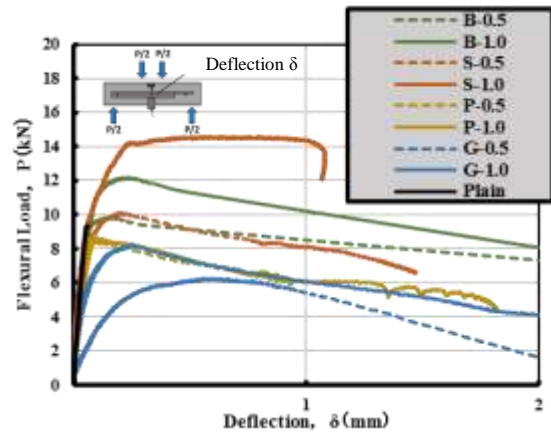 20
18
16
14
12
10
8
6
4
2
0
Flexural Load, P (kN)
P/2 P/2
Deflection δ
P/2 P/2
B-0.5
B-1.0
S-0.5
S-1.0
P-0.5
P-1.0
G-0.5
G-1.0
Plain
1
2
Deflection, δ(mm)